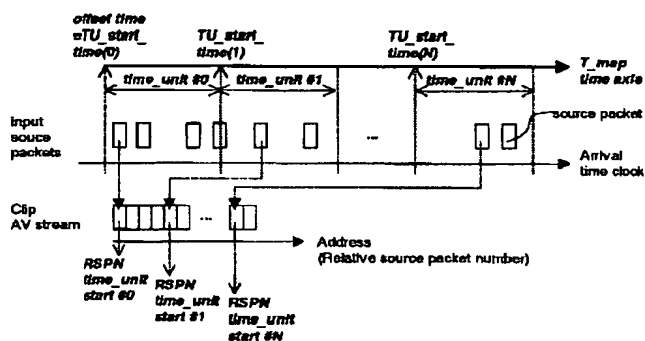 offset time
=TU_start_
time(0)
TU_start_
time(1)
TU_start_
time(N)
T_map
time axis
time_unit #0
time_unit #1
time_unit #N
Input
souce
packets
source packet
...
Arrival
time clock
Clip
AV stream
...
Address
(Relative source packet number)
RSPN
time_unit
start #0
RSPN
time_unit
start #1
RSPN
time_unit
start #N